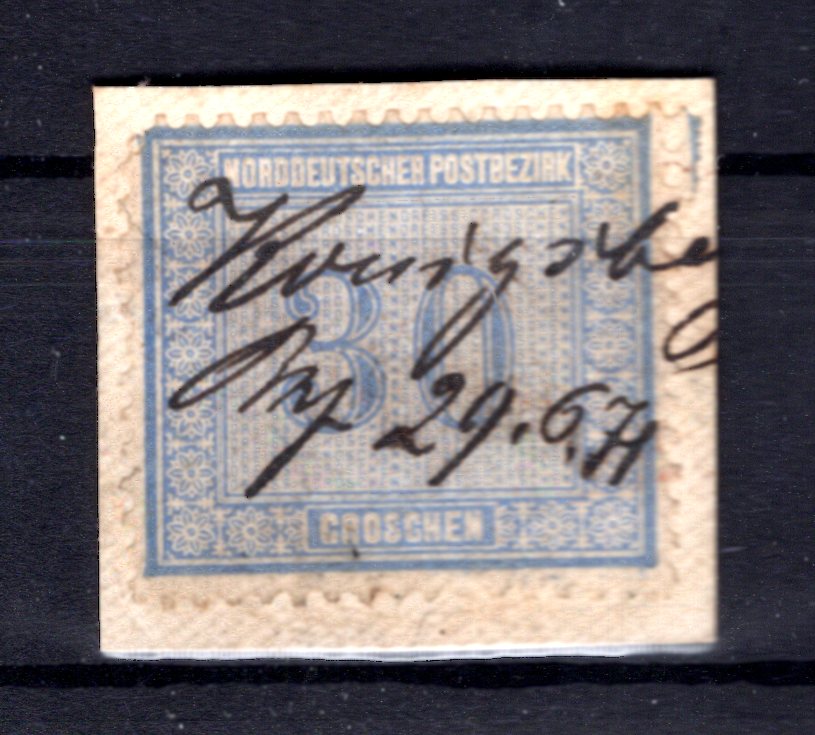 NORDDEUTSCHER POSTBEZIRK
Königsbe
30
29.6.71
GROSCHEN